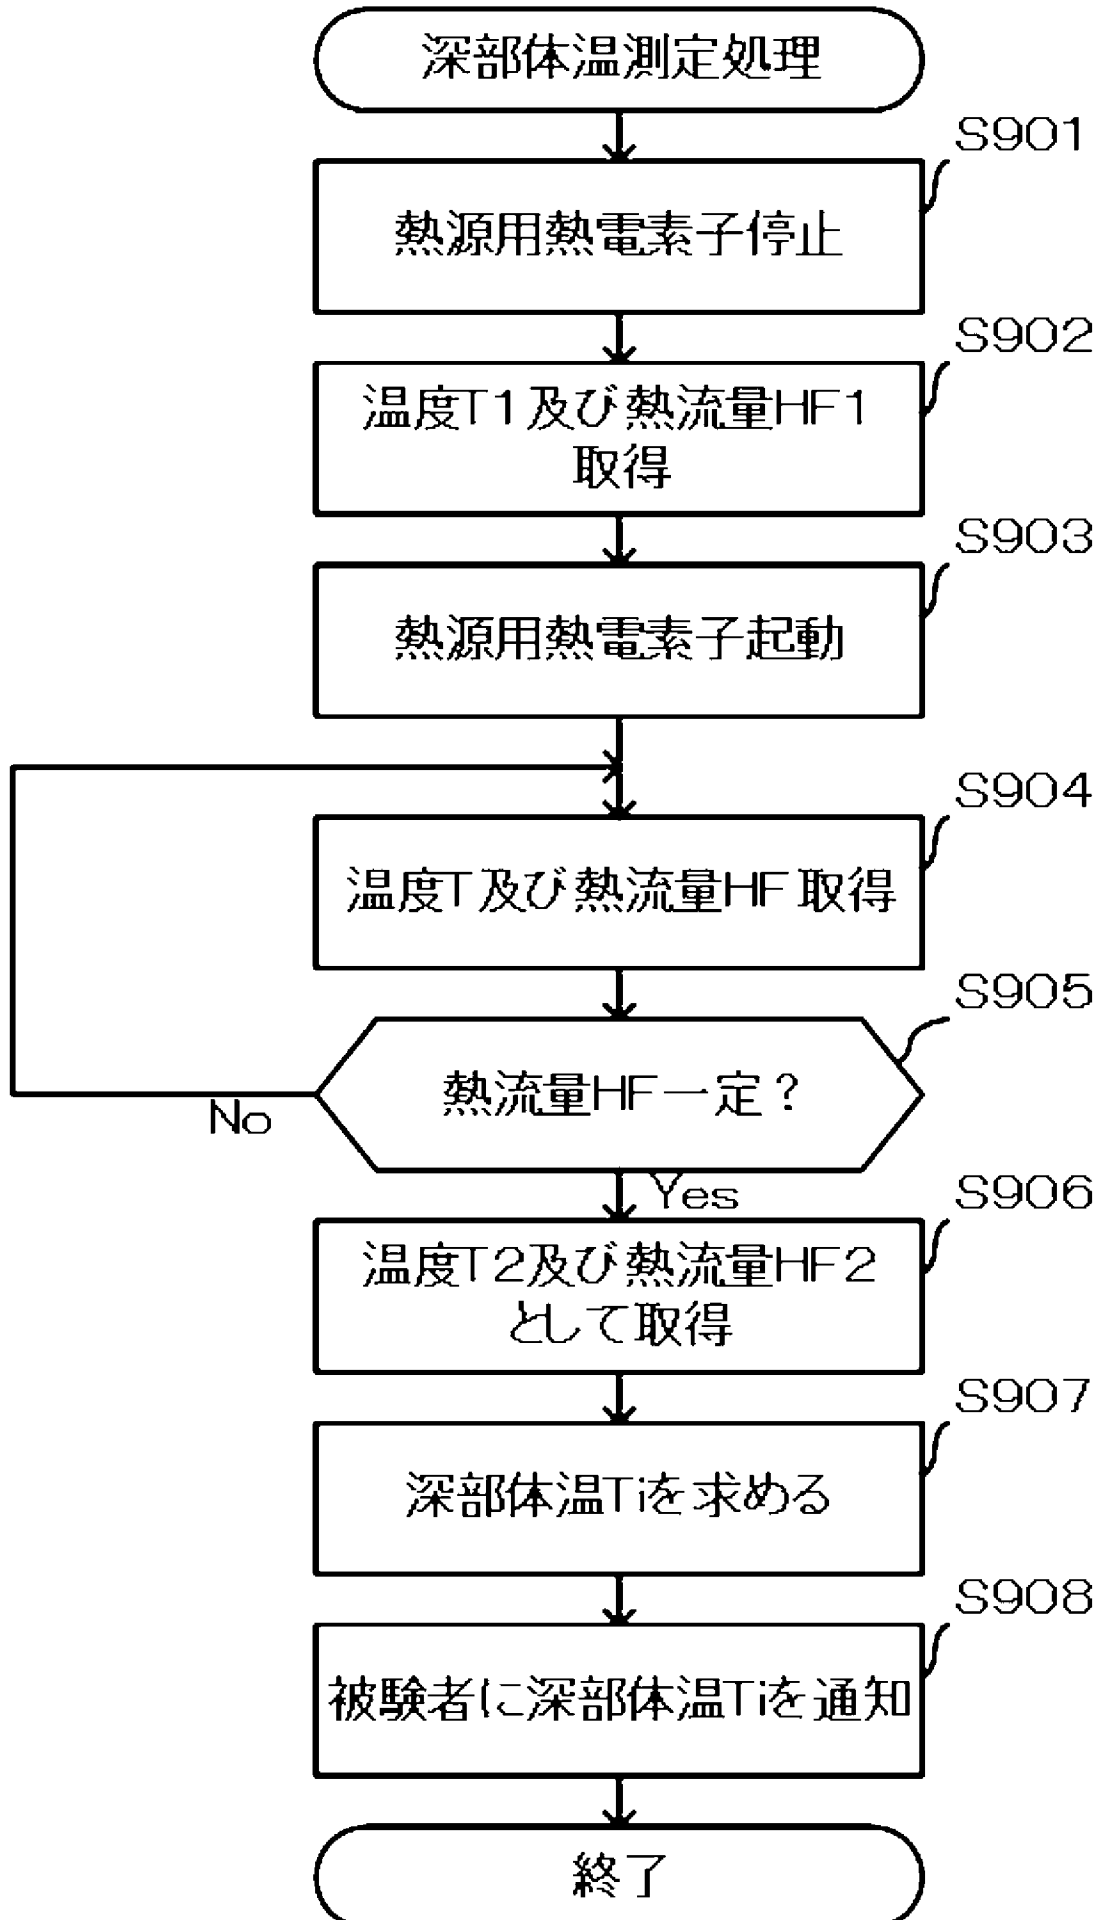 深部体温測定処理
S901
熱源用熱電素子停止
S902
温度T1及び熱流量HF1
取得
S903
熱源用熱電素子起動
S904
温度T及び熱流量HF取得
S905
熱流量HF一定？
No
Yes
S906
温度T2及び熱流量HF2
として取得
S907
深部体温Tiを求める
S908
被験者に深部体温Tiを通知
終了